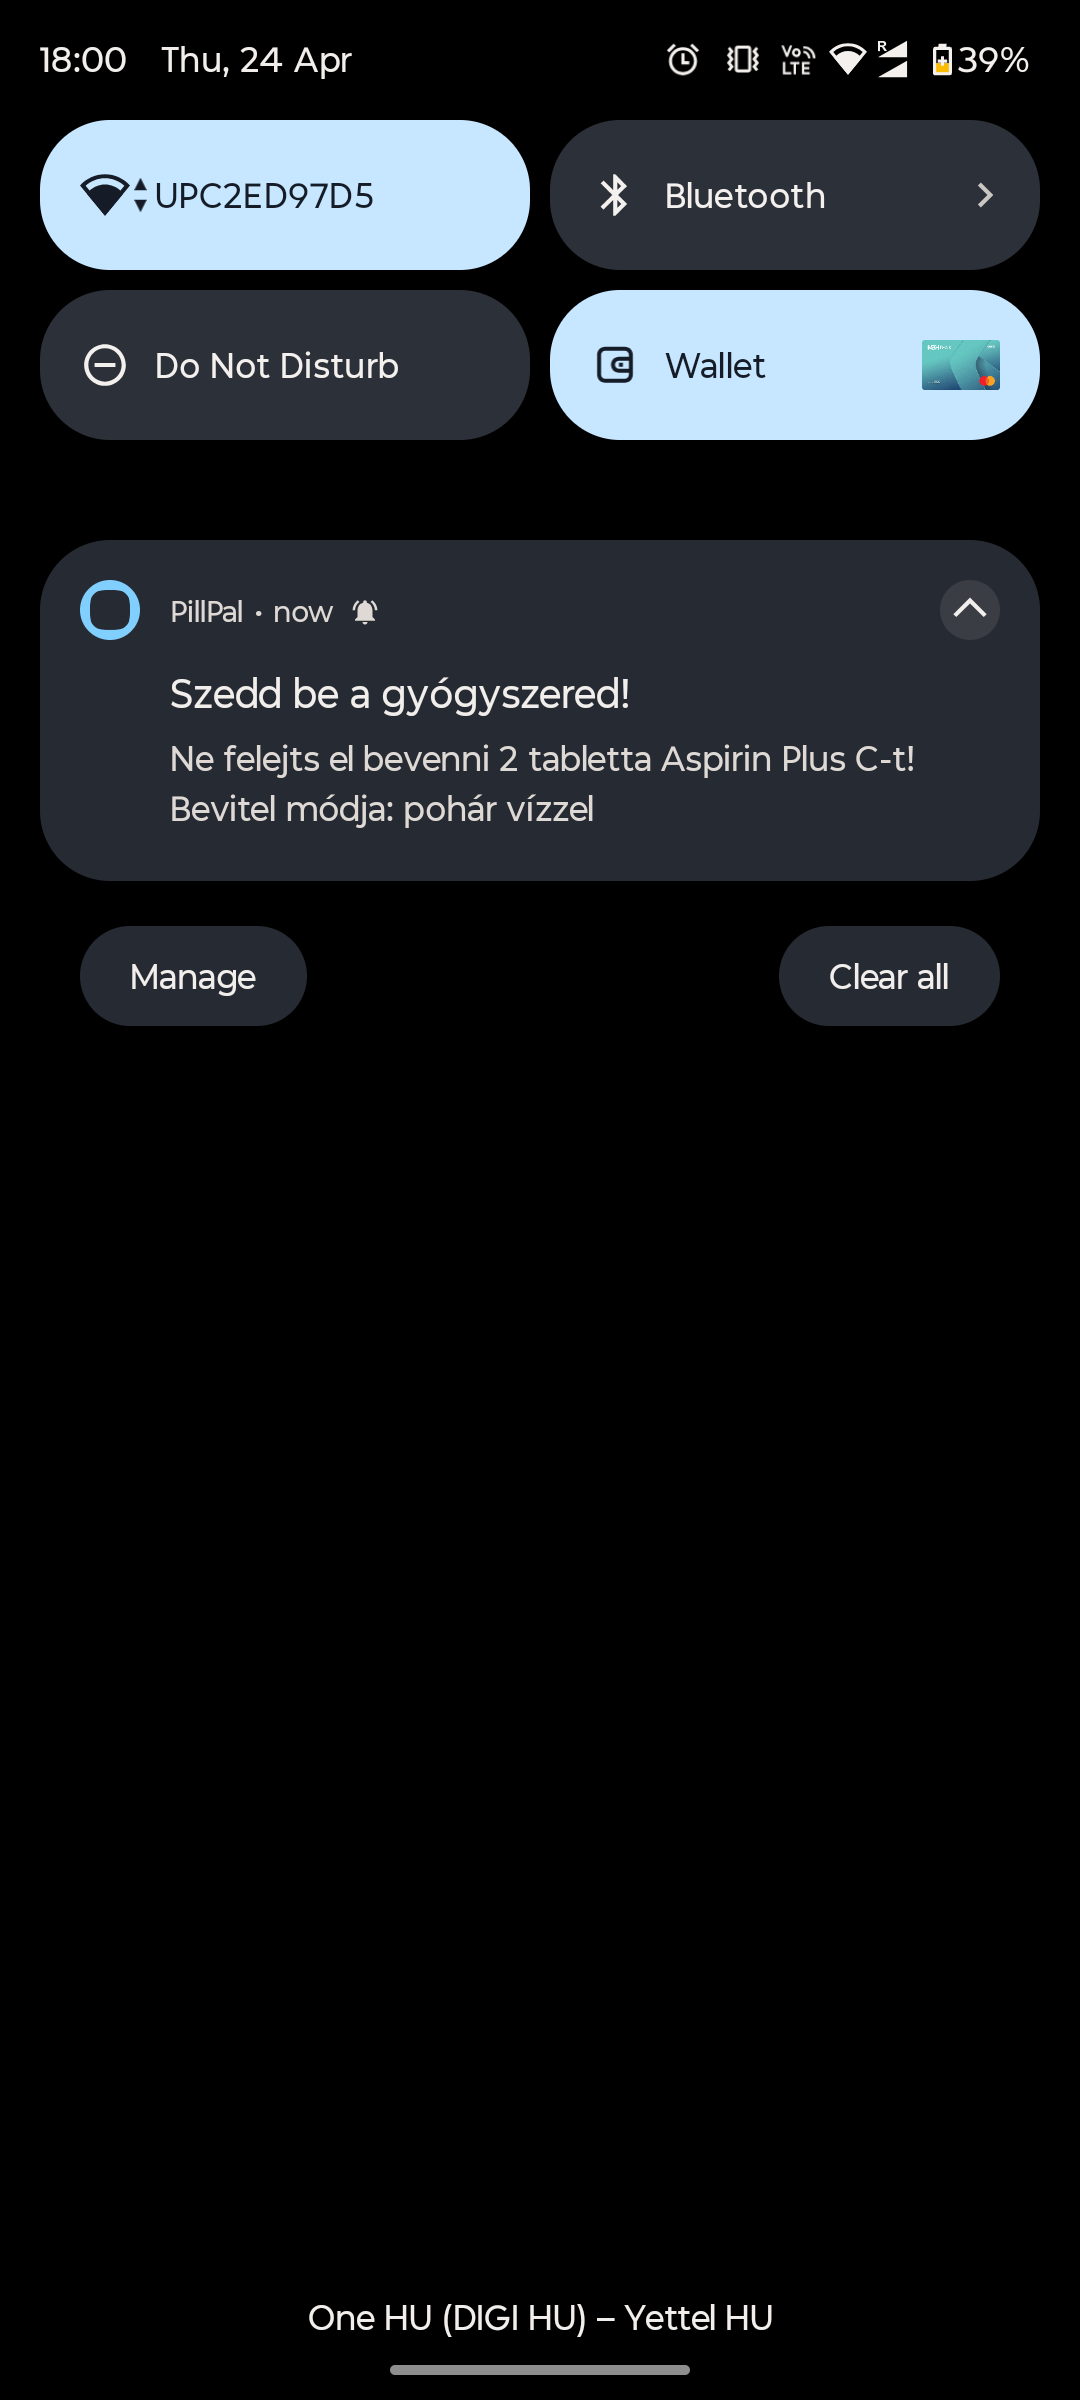 18:00 Thu, 24 Apr
Vo LTE R 39%
UPC2ED97D5
Bluetooth
Do Not Disturb
Wallet
PillPal • now
Szedd be a gyógyszered!
Ne felejts el bevenni 2 tabletta Aspirin Plus C-t!
Bevitel módja: pohár vízzel
Manage
Clear all
One HU (DIGI HU) – Yettel HU